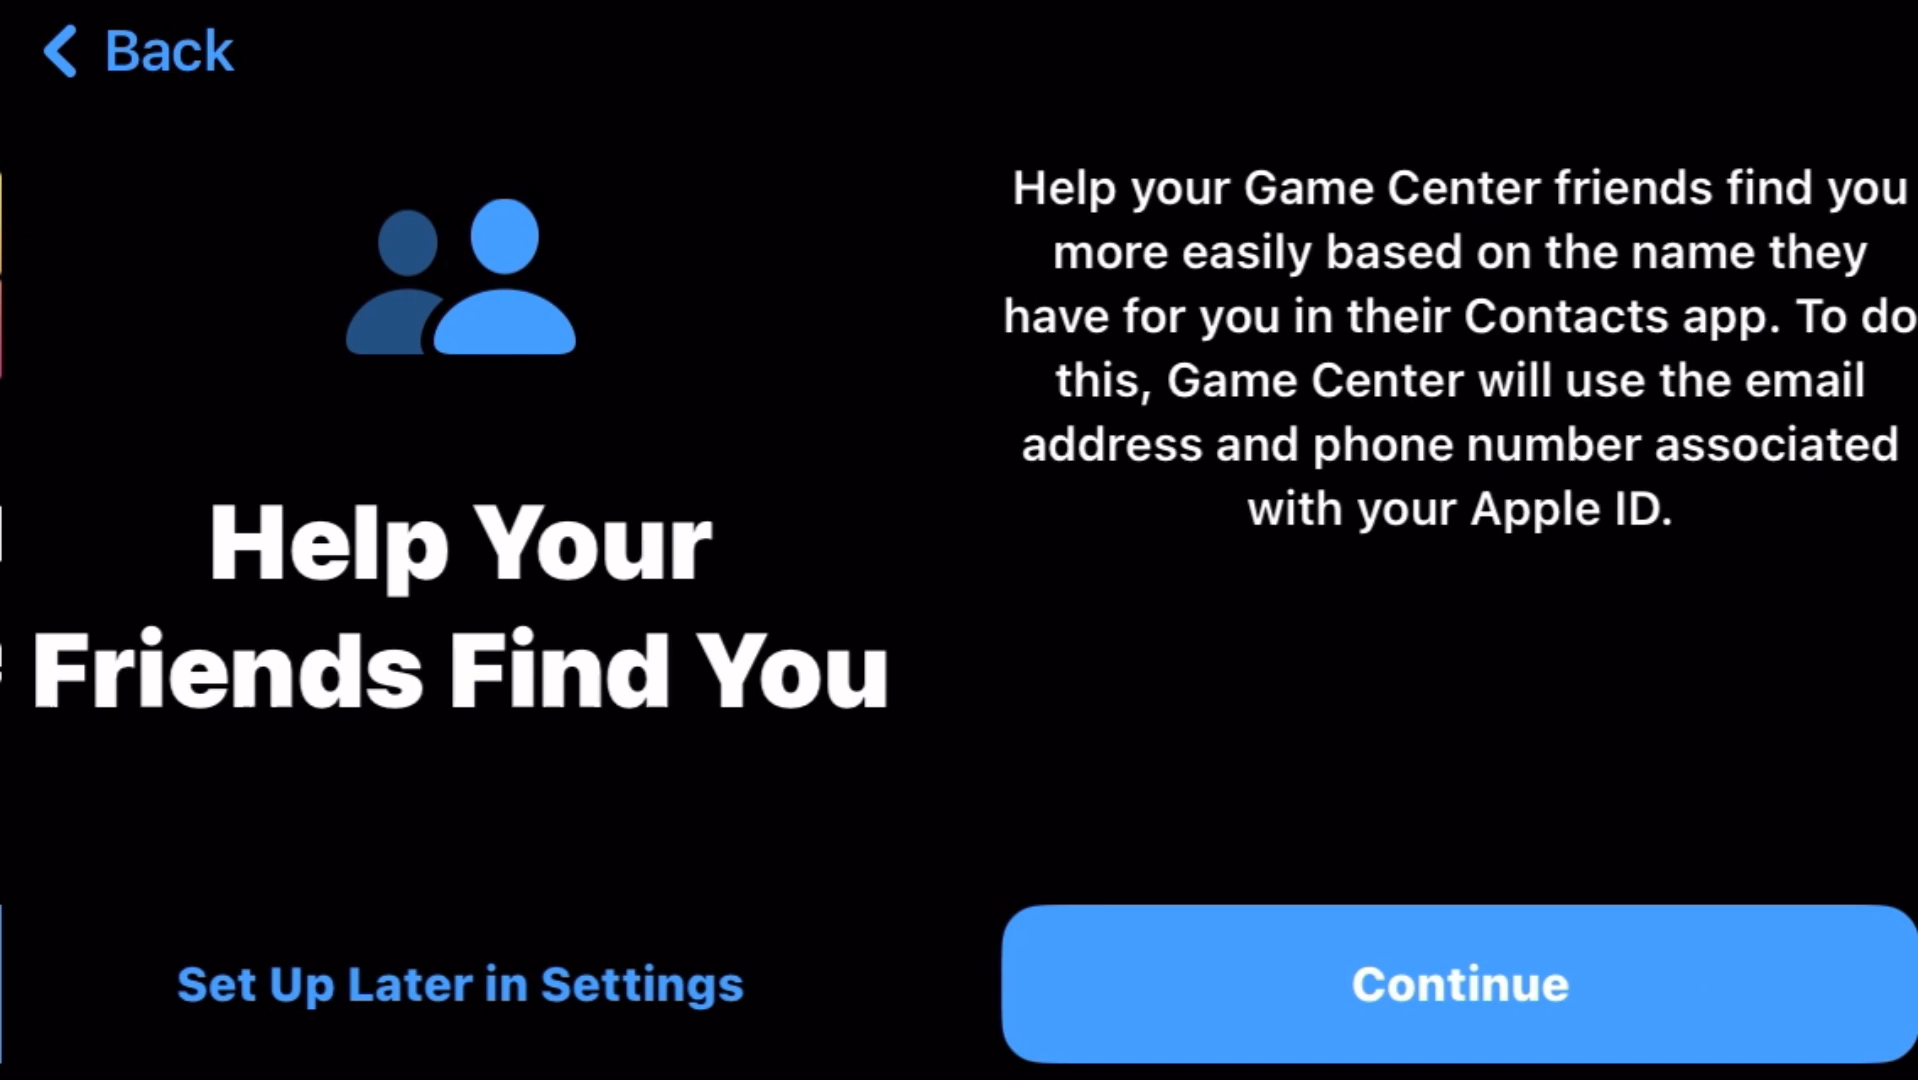 Back
Help Your
Friends Find You
Help your Game Center friends find you
more easily based on the name they
have for you in their Contacts app. To do
this, Game Center will use the email
address and phone number associated
with your Apple ID.
Set Up Later in Settings
Continue